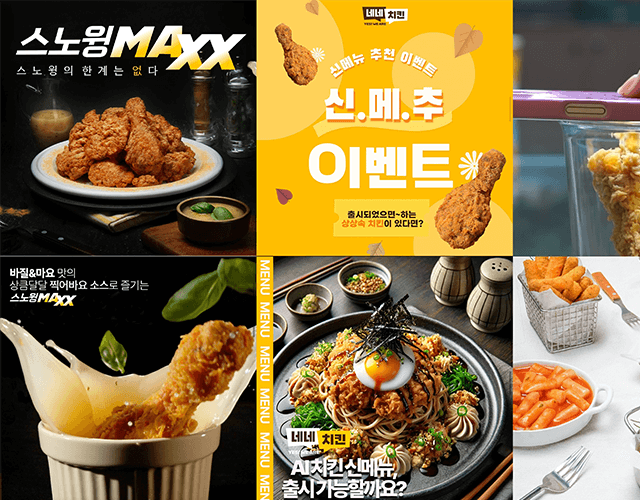 스노윙MAXX
스노윙의 한계는 없다
네네치킨
YES! WE ARE
신메뉴 추천 이벤트
신.메.추
이벤트
출시되었으면~하는
상상속 치킨이 있다면?
바질&마요 맛의
상큼달달 찍어바요 소스로 즐기는
스노윙MAXX
MENU MENU MENU MENU MENU MENU
네네치킨
AI 치킨 신메뉴,
출시 가능할까요?